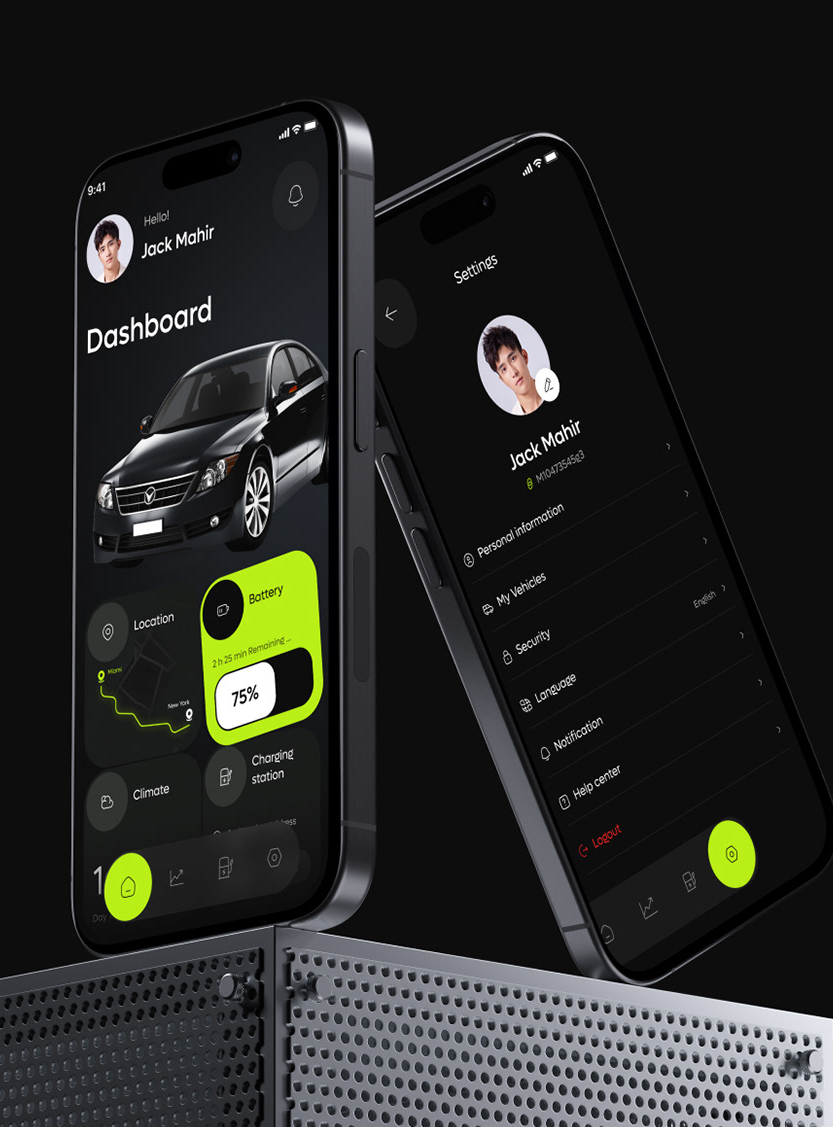 9:41
Hello!
Jack Mahir
Dashboard
Location
Miami
New York
Battery
2 h 25 min Remaining ...
75%
Climate
Charging
station
Settings
Jack Mahir
M10473545g3
Personal information
My Vehicles
Security
Language
English
Notification
Help center
Logout